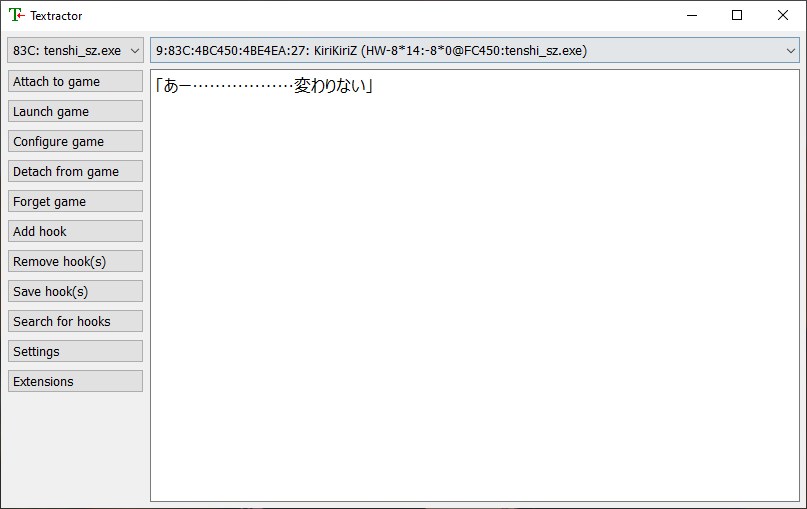 Textractor
83C: tenshi_sz.exe
9:83C:4BC450:4BE4EA:27: KiriKiriZ (HW-8*14:-8*0@FC450:tenshi_sz.exe)
Attach to game
Launch game
Configure game
Detach from game
Forget game
Add hook
Remove hook(s)
Save hook(s)
Search for hooks
Settings
Extensions
「あー………………変わりない」